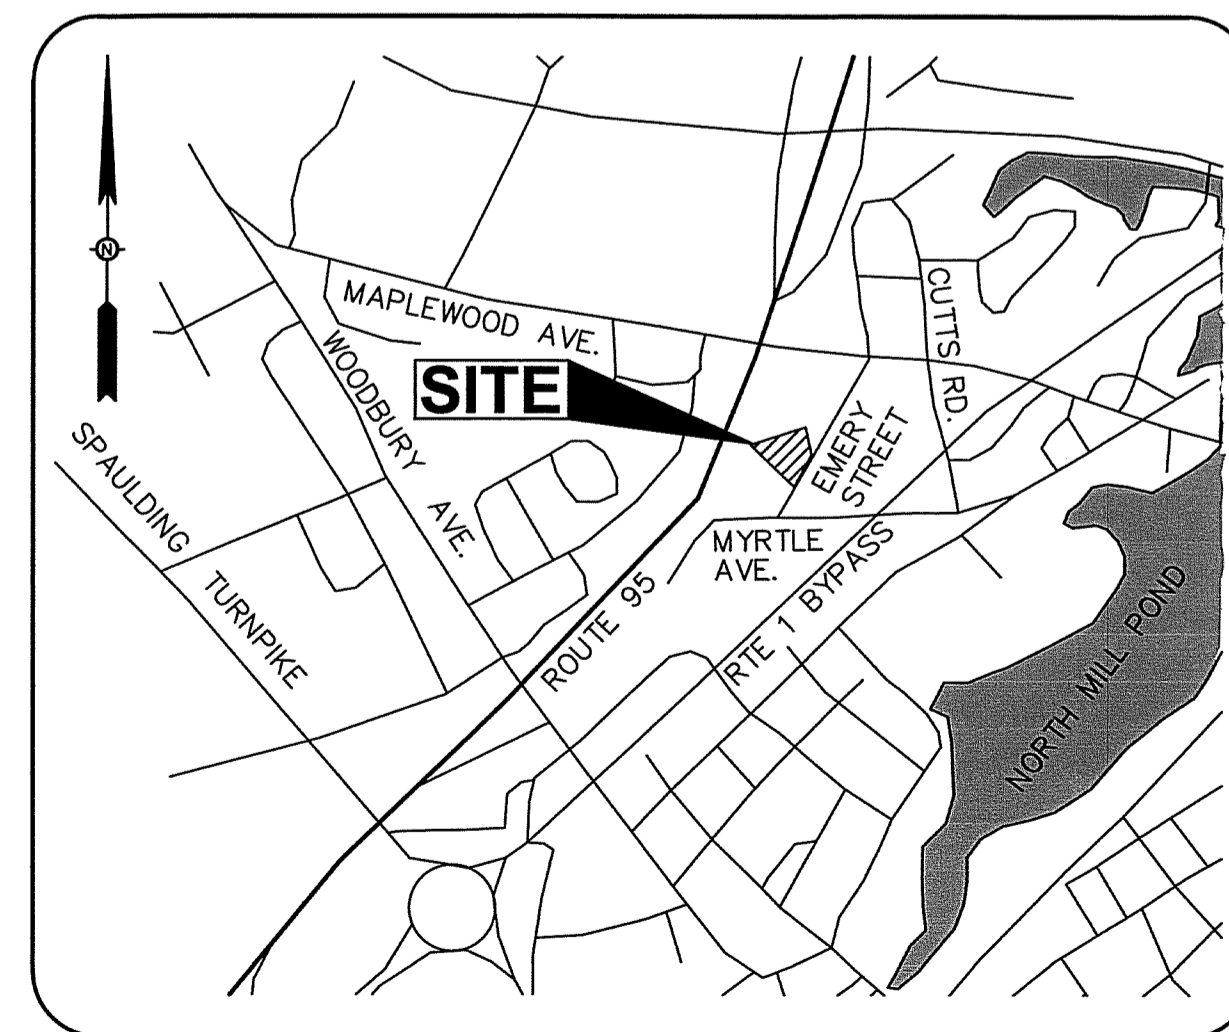 N
MAPLEWOOD AVE.
WOODBURY AVE.
SITE
CUTTS RD.
EMERY
STREET
SPAULDING TURNPIKE
MYRTLE
AVE.
ROUTE 95
RTE 1 BYPASS
NORTH MILL POND